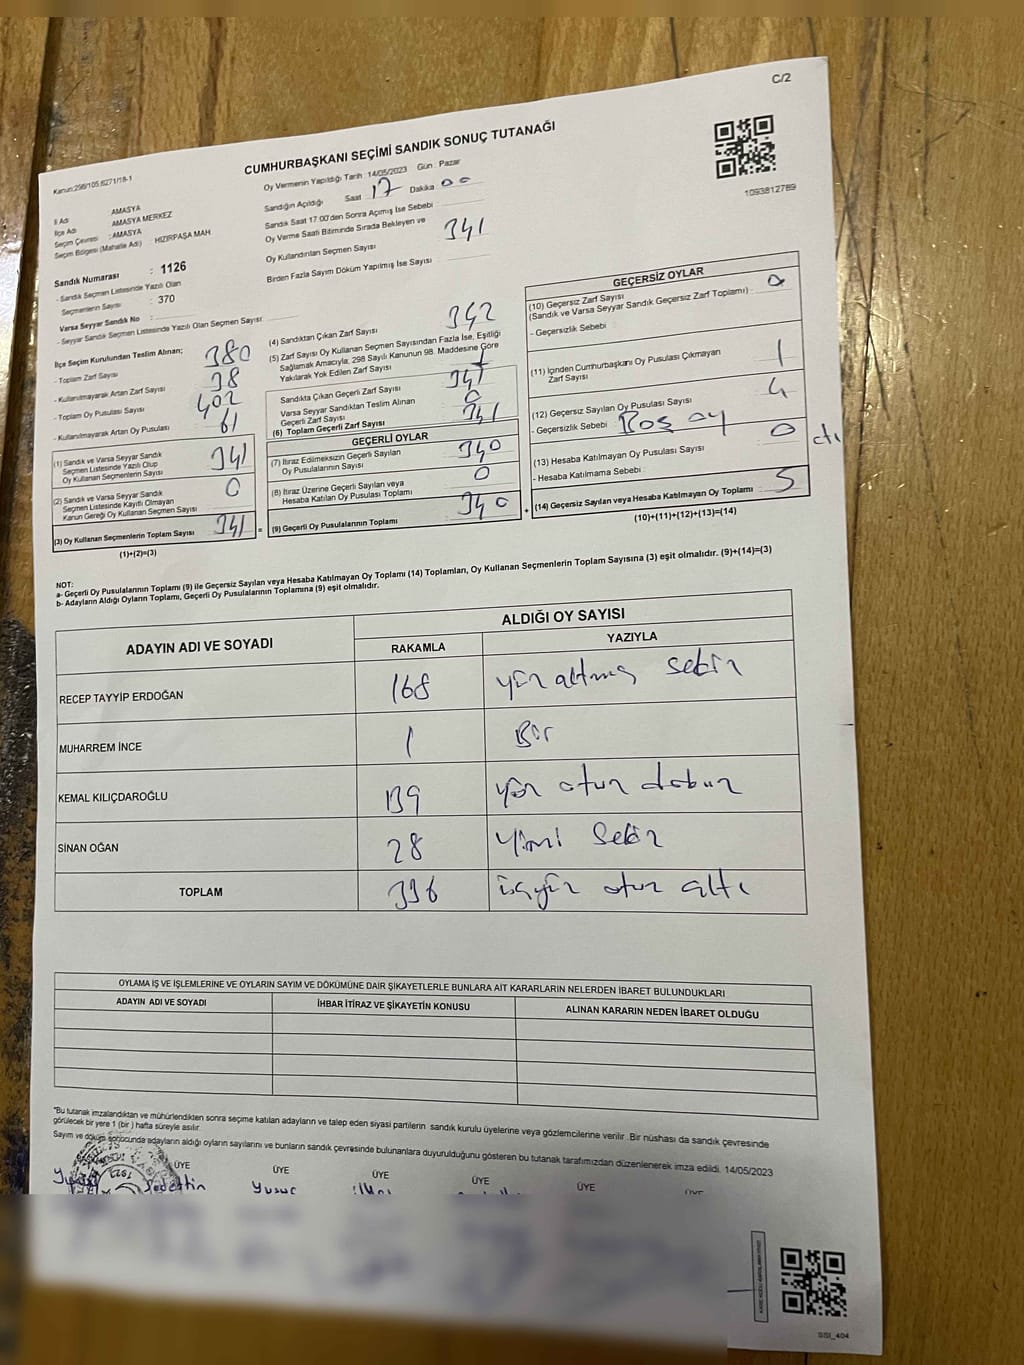 C/2
CUMHURBAŞKANI SEÇİMİ SANDIK SONUÇ TUTANAĞI
Kanun:298/105,6271/18-1
Oy Vermenin Yapıldığı Tarih : 14/05/2023 Gün : Pazar
1093812789
İl Adı AMASYA
İlçe Adı AMASYA MERKEZ
Seçim Çevresi : AMASYA
Seçim Bölgesi (Mahalle Adı) HIZIRPAŞA MAH
Sandığın Açıldığı Saat : 17 Dakika 00
Sandık Saat 17:00'den Sonra Açımış İse Sebebi :
Oy Verme Saati Bitiminde Sırada Bekleyen ve
Oy Kullandırılan Seçmen Sayısı 341
Birden Fazla Sayım Döküm Yapılmış İse Sayısı :
Sandık Numarası : 1126
- Sandık Seçmen Listesinde Yazılı Olan
Seçmenlerin Sayısı : 370
Varsa Seyyar Sandık No :
- Seyyar Sandık Seçmen Listesinde Yazılı Olan Seçmen Sayısı:
İlçe Seçim Kurulundan Teslim Alınan;
- Toplam Zarf Sayısı 380
- Kullanılmayarak Artan Zarf Sayısı 38
- Toplam Oy Pusulası Sayısı 402
- Kullanılmayarak Artan Oy Pusulası 61
(1) Sandık ve Varsa Seyyar Sandık
Seçmen Listesinde Yazılı Olup
Oy Kullanan Seçmenlerin Sayısı 341
(2) Sandık ve Varsa Seyyar Sandık
Seçmen Listesinde Kayıtlı Olmayan
Kanun Gereği Oy Kullanan Seçmen Sayısı 0
(3) Oy Kullanan Seçmenlerin Toplam Sayısı 341 =
(1)+(2)=(3)
(4) Sandıktan Çıkan Zarf Sayısı 342
(5) Zarf Sayısı Oy Kullanan Seçmen Sayısından Fazla İse, Eşitliği
Sağlamak Amacıyla, 298 Sayılı Kanunun 98. Maddesine Göre
Yakılarak Yok Edilen Zarf Sayısı 1
Sandıkta Çıkan Geçerli Zarf Sayısı 341
Varsa Seyyar Sandıktan Teslim Alınan
Geçerli Zarf Sayısı 0
(6) Toplam Geçerli Zarf Sayısı 341
GEÇERLİ OYLAR
(7) İtiraz Edilmeksizin Geçerli Sayılan
Oy Pusulalarının Sayısı 340
(8) İtiraz Üzerine Geçerli Sayılan veya
Hesaba Katılan Oy Pusulası Toplamı 0
(9) Geçerli Oy Pusulalarının Toplamı 340 +
GEÇERSİZ OYLAR
(10) Geçersiz Zarf Sayısı
(Sandık ve Varsa Seyyar Sandık Geçersiz Zarf Toplamı) : 0
- Geçersizlik Sebebi :
(11) İçinden Cumhurbaşkanı Oy Pusulası Çıkmayan
Zarf Sayısı 1
(12) Geçersiz Sayılan Oy Pusulası Sayısı 4
- Geçersizlik Sebebi : Boş oy
(13) Hesaba Katılmayan Oy Pusulası Sayısı : 0
- Hesaba Katılmama Sebebi :
(14) Geçersiz Sayılan veya Hesaba Katılmayan Oy Toplamı : 5
(10)+(11)+(12)+(13)=(14)
NOT:
a- Geçerli Oy Pusulalarının Toplamı (9) ile Geçersiz Sayılan veya Hesaba Katılmayan Oy Toplamı (14) Toplamları, Oy Kullanan Seçmenlerin Toplam Sayısına (3) eşit olmalıdır. (9)+(14)=(3)
b- Adayların Aldığı Oyların Toplamı, Geçerli Oy Pusulalarının Toplamına (9) eşit olmalıdır.
ADAYIN ADI VE SOYADI ALDIĞI OY SAYISI
RAKAMLA YAZIYLA
RECEP TAYYİP ERDOĞAN 168 yüz altmış sekiz
MUHARREM İNCE 1 Bir
KEMAL KILIÇDAROĞLU 139 yüz otuz dokuz
SİNAN OĞAN 28 yirmi sekiz
TOPLAM 336 üçyüz otuz altı
OYLAMA İŞ VE İŞLEMLERİNE VE OYLARIN SAYIM VE DÖKÜMÜNE DAİR ŞİKAYETLERLE BUNLARA AİT KARARLARIN NELERDEN İBARET BULUNDUKLARI
ADAYIN ADI VE SOYADI İHBAR İTİRAZ VE ŞİKAYETİN KONUSU ALINAN KARARIN NEDEN İBARET OLDUĞU
*Bu tutanak imzalandıktan ve mühürlendikten sonra seçime katılan adayların ve talep eden siyasi partilerin sandık kurulu üyelerine veya gözlemcilerine verilir. Bir nüshası da sandık çevresinde
görülecek bir yere 1 (bir) hafta süreyle asılır.
Sayım ve döküm sonucunda adayların aldığı oyların sayılarını ve bunların sandık çevresinde bulunanlara duyurulduğunu gösteren bu tutanak tarafımızdan düzenlenerek imza edildi. 14/05/2023
ÜYE ÜYE ÜYE ÜYE ÜYE ÜYE
Sedettin Yusuf
SISI_404